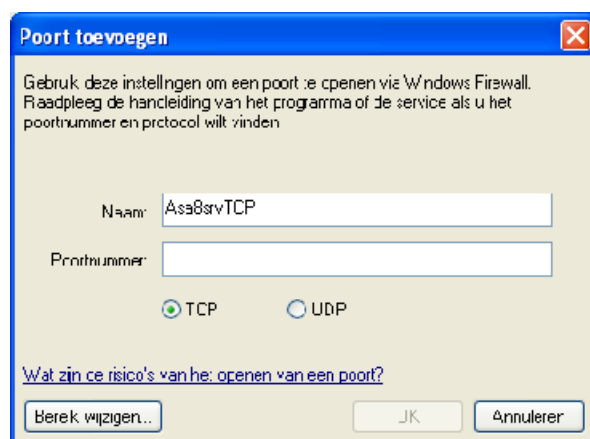 Poort toevoegen
Gebruik deze instellingen om een poort te openen via Windows Firewall.
Raadpleeg de handleiding van het programma of de service als u het
poortnummer en protocol wilt vinden
Naam: Asa8srvTCP
Poortnummer:
TCP UDP
Wat zijn de risico's van het openen van een poort?
Bereik wijzigen... OK Annuleren